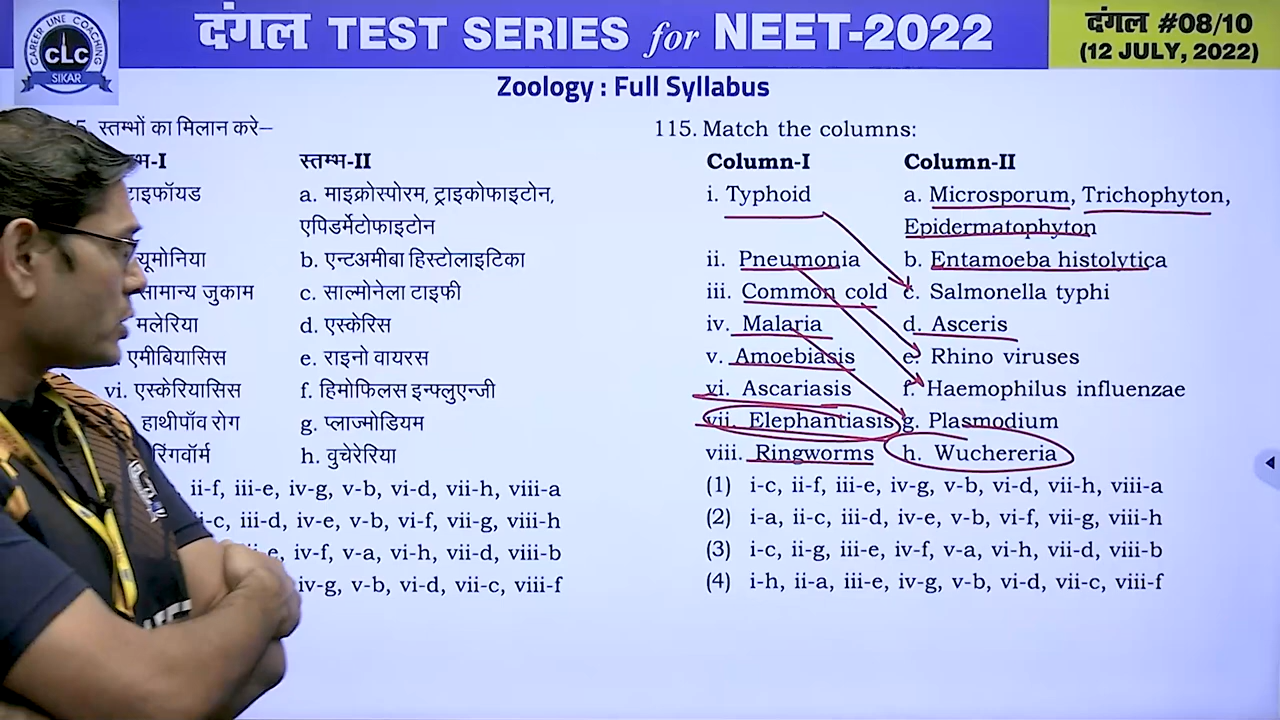 दंगल TEST SERIES for NEET-2022
दंगल #08/10
(12 JULY, 2022)
CAREER LINE COACHING
CLC
SIKAR
Zoology : Full Syllabus
स्तम्भों का मिलान करे–
-I स्तम्भ-II
टाइफॉयड a. माइक्रोस्पोरम, ट्राइकोफाइटोन,
एपिडर्मेटोफाइटोन
b. एन्टअमीबा हिस्टोलाइटिका
सामान्य जुकाम c. साल्मोनेला टाइफी
मलेरिया d. एस्केरिस
एमीबियासिस e. राइनो वायरस
vi. एस्केरियासिस f. हिमोफिलस इन्फ्लुएन्जी
हाथीपॉव रोग g. प्लाज्मोडियम
रिंगवॉर्म h. वुचेरेरिया
ii-f, iii-e, iv-g, v-b, vi-d, vii-h, viii-a
iii-d, iv-e, v-b, vi-f, vii-g, viii-h
iv-f, v-a, vi-h, vii-d, viii-b
iv-g, v-b, vi-d, vii-c, viii-f
115. Match the columns:
Column-I Column-II
i. Typhoid a. Microsporum, Trichophyton,
Epidermatophyton
ii. Pneumonia b. Entamoeba histolytica
iii. Common cold c. Salmonella typhi
iv. Malaria d. Asceris
v. Amoebiasis e. Rhino viruses
vi. Ascariasis f. Haemophilus influenzae
vii. Elephantiasis g. Plasmodium
viii. Ringworms h. Wuchereria
(1) i-c, ii-f, iii-e, iv-g, v-b, vi-d, vii-h, viii-a
(2) i-a, ii-c, iii-d, iv-e, v-b, vi-f, vii-g, viii-h
(3) i-c, ii-g, iii-e, iv-f, v-a, vi-h, vii-d, viii-b
(4) i-h, ii-a, iii-e, iv-g, v-b, vi-d, vii-c, viii-f